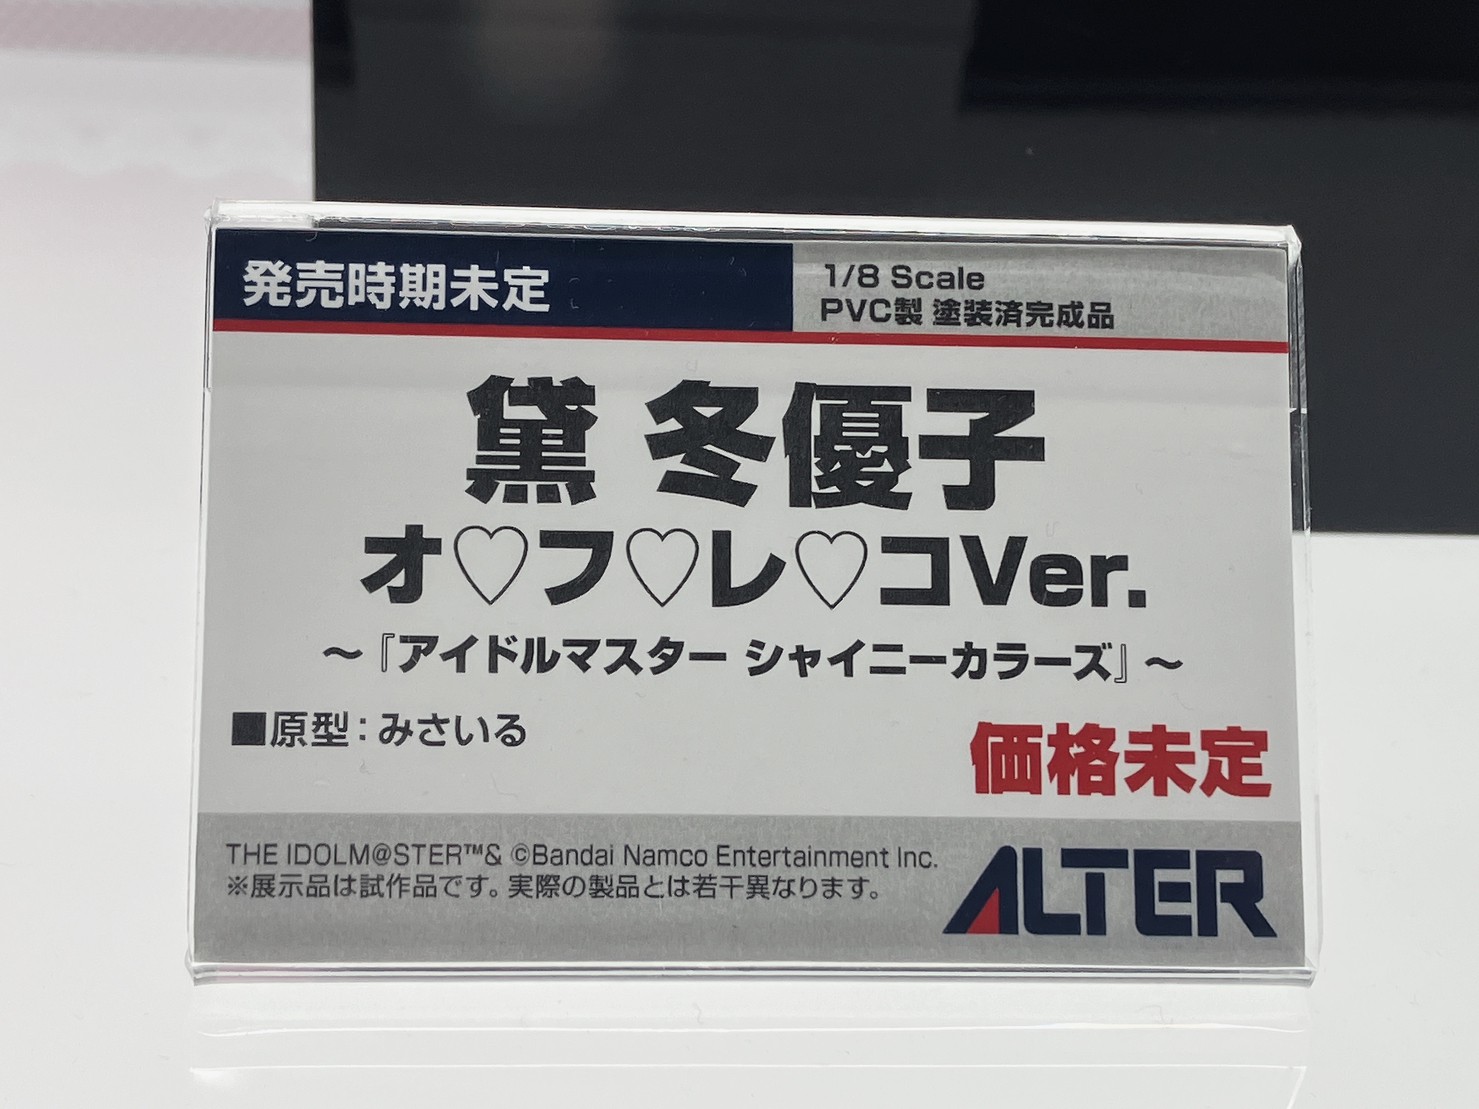 発売時期未定
1/8 Scale
PVC製 塗装済完成品
黛 冬優子
オ♡フ♡レ♡コVer.
～『アイドルマスター シャイニーカラーズ』～
■原型：みさいる
価格未定
THE IDOLM@STER™& ©Bandai Namco Entertainment Inc.
※展示品は試作品です。実際の製品とは若干異なります。
ALTER